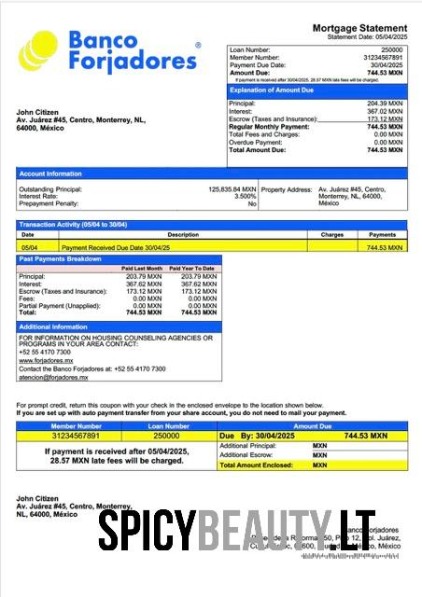 Banco
Forjadores ®
Mortgage Statement
Statement Date: 05/04/2025
Loan Number: 250000
Member Number: 31234567891
Payment Due Date: 30/04/2025
Amount Due: 744.53 MXN
If payment is received after 30/04/2025, 28.57 MXN late fees will be charged.
John Citizen
Av. Juárez #45, Centro, Monterrey, NL,
64000, México
Explanation of Amount Due
Principal: 204.39 MXN
Interest: 367.02 MXN
Escrow (Taxes and Insurance): 173.12 MXN
Regular Monthly Payment: 744.53 MXN
Total Fees and Charges: 0.00 MXN
Overdue Payment: 0.00 MXN
Total Amount Due: 744.53 MXN
Account Information
Outstanding Principal: 125,835.84 MXN
Interest Rate: 3.500%
Prepayment Penalty: No
Property Address: Av. Juárez #45, Centro,
Monterrey, NL, 64000,
México
Transaction Activity (05/04 to 30/04)
Date Description Charges Payments
05/04 Payment Received Due Date 30/04/25 744.53 MXN
Past Payments Breakdown
Paid Last Month Paid Year To Date
Principal: 203.79 MXN 203.79 MXN
Interest: 367.62 MXN 367.62 MXN
Escrow (Taxes and Insurance): 173.12 MXN 173.12 MXN
Fees: 0.00 MXN 0.00 MXN
Partial Payment (Unapplied): 0.00 MXN 0.00 MXN
Total: 744.53 MXN 744.53 MXN
Additional Information
FOR INFORMATION ON HOUSING COUNSELING AGENCIES OR
PROGRAMS IN YOUR AREA CONTACT:
+52 55 4170 7300
www.forjadores.mx
Contact the Banco Forjadores at: +52 55 4170 7300
atencion@forjadores.mx
For prompt credit, return this coupon with your check in the enclosed envelope to the location shown below.
If you are set up with auto payment transfer from your share account, you do not need to mail your payment.
Member Number Loan Number Amount Due
31234567891 250000 Due By: 30/04/2025 744.53 MXN
If payment is received after 05/04/2025,
28.57 MXN late fees will be charged.
Additional Principal: MXN
Additional Escrow: MXN
Total Amount Enclosed: MXN
John Citizen
Av. Juárez #45, Centro, Monterrey,
NL, 64000, México
SPICYBEAUTY.LT
Juárez,
México